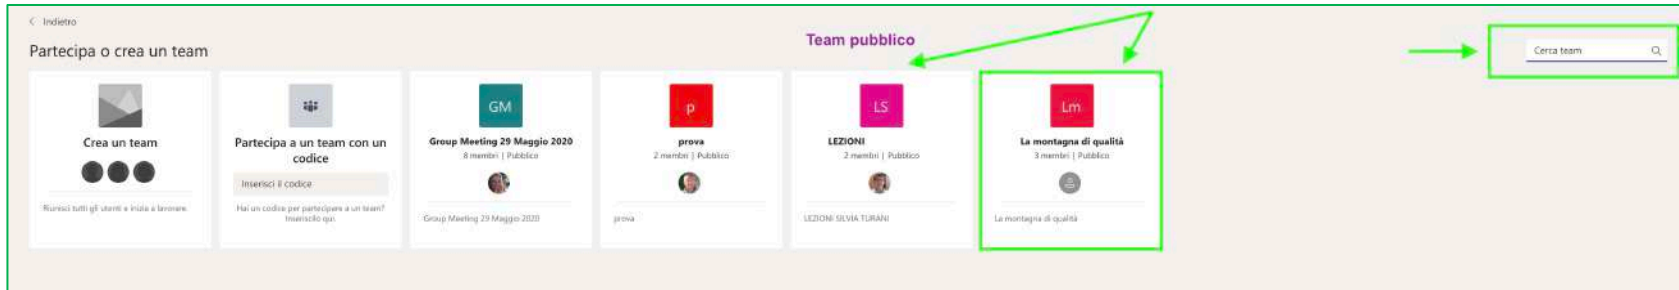 < Indietro
Partecipa o crea un team
Team pubblico
Cerca team
Crea un team
Riunisci tutti gli utenti e inizia a lavorare.
Partecipa a un team con un
codice
Inserisci il codice
Hai un codice per partecipare a un team?
Inseriscilo qui.
GM
Group Meeting 29 Maggio 2020
8 membri | Pubblico
Group Meeting 29 Maggio 2020
p
prova
2 membri | Pubblico
prova
LS
LEZIONI
2 membri | Pubblico
LEZIONI SILVIA TURANI
Lm
La montagna di qualità
3 membri | Pubblico
La montagna di qualità